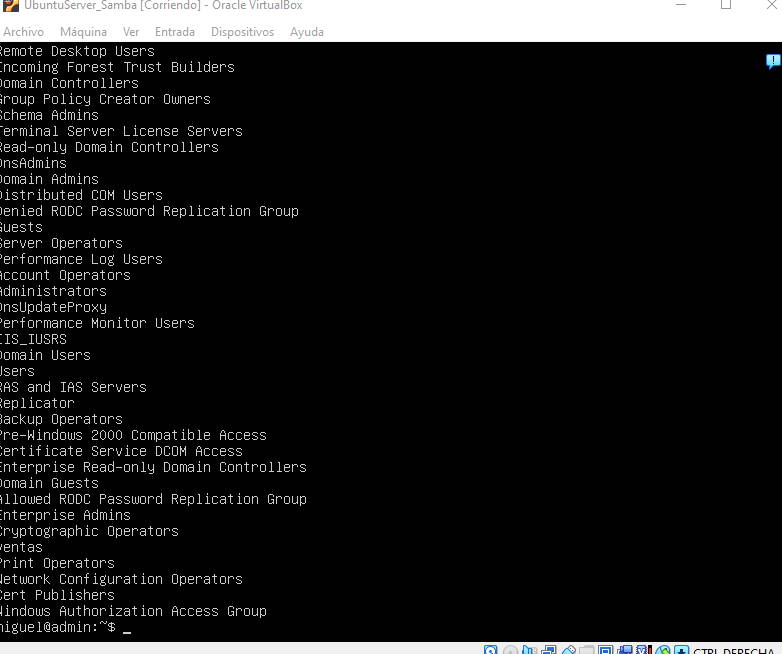 UbuntuServer_Samba [Corriendo] - Oracle VirtualBox
Archivo Máquina Ver Entrada Dispositivos Ayuda
Remote Desktop Users
Incoming Forest Trust Builders
Domain Controllers
Group Policy Creator Owners
Schema Admins
Terminal Server License Servers
Read-only Domain Controllers
DnsAdmins
Domain Admins
Distributed COM Users
Denied RODC Password Replication Group
Guests
Server Operators
Performance Log Users
Account Operators
Administrators
DnsUpdateProxy
Performance Monitor Users
IIS_IUSRS
Domain Users
Users
RAS and IAS Servers
Replicator
Backup Operators
Pre-Windows 2000 Compatible Access
Certificate Service DCOM Access
Enterprise Read-only Domain Controllers
Domain Guests
Allowed RODC Password Replication Group
Enterprise Admins
Cryptographic Operators
ventas
Print Operators
Network Configuration Operators
Cert Publishers
Windows Authorization Access Group
miguel@admin:~$ _
CTRL DERECHA